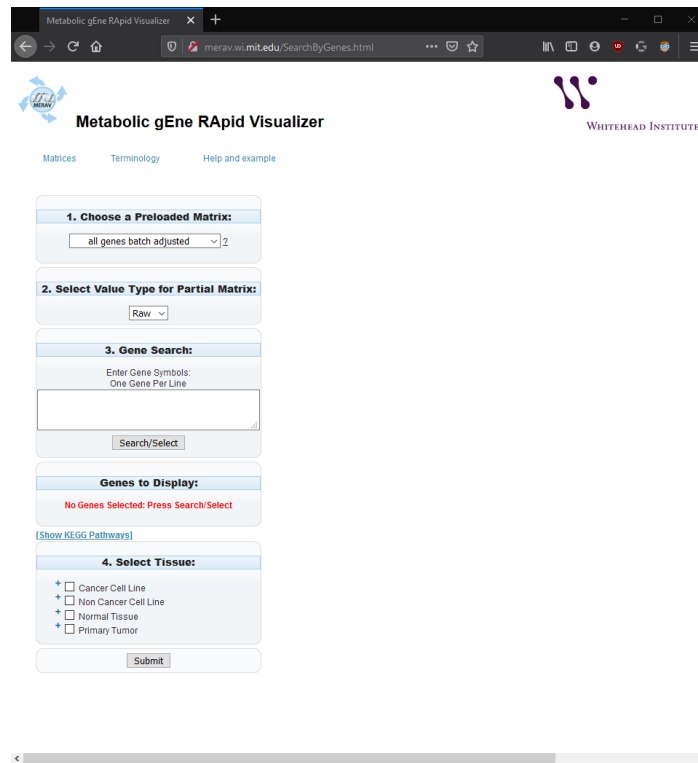 Metabolic gEne RApid Visualizer
merav.wi.mit.edu/SearchByGenes.html
MERAV
Metabolic gEne RApid Visualizer
WHITEHEAD INSTITUTE
Matrices Terminology Help and example
1. Choose a Preloaded Matrix:
all genes batch adjusted ?
2. Select Value Type for Partial Matrix:
Raw
3. Gene Search:
Enter Gene Symbols:
One Gene Per Line
Search/Select
Genes to Display:
No Genes Selected: Press Search/Select
[Show KEGG Pathways]
4. Select Tissue:
+ Cancer Cell Line
+ Non Cancer Cell Line
+ Normal Tissue
+ Primary Tumor
Submit